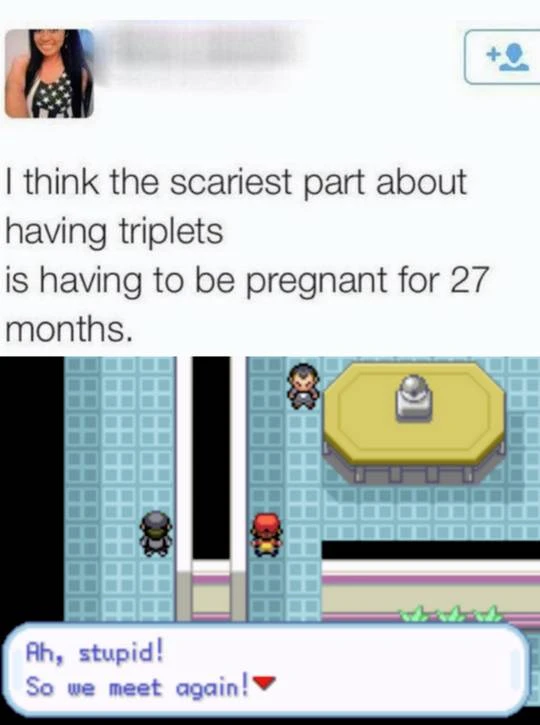 I think the scariest part about
having triplets
is having to be pregnant for 27
months.
Ah, stupid!
So we meet again!